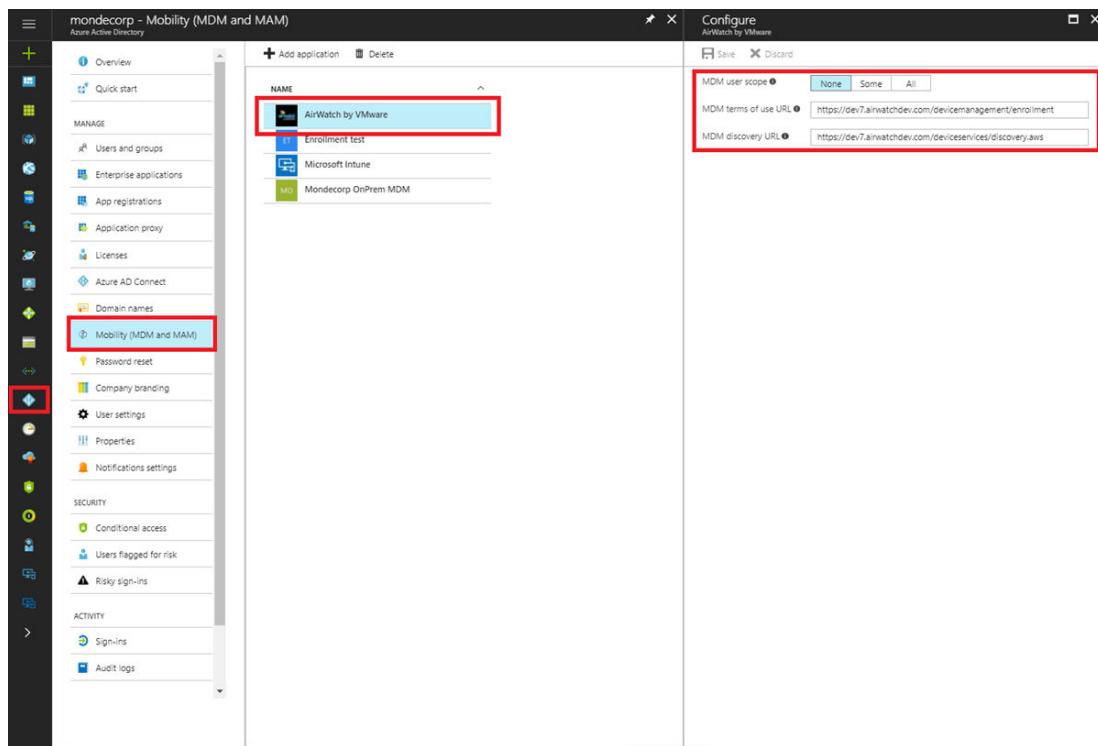 mondecorp - Mobility (MDM and MAM)
Azure Active Directory
Overview
Quick start
MANAGE
Users and groups
Enterprise applications
App registrations
Application proxy
Licenses
Azure AD Connect
Domain names
Mobility (MDM and MAM)
Password reset
Company branding
User settings
Properties
Notifications settings
SECURITY
Conditional access
Users flagged for risk
Risky sign-ins
ACTIVITY
Sign-ins
Audit logs
Add application Delete
NAME
AirWatch by VMware
ET Enrollment test
Microsoft Intune
MO Mondecorp OnPrem MDM
Configure
AirWatch by VMware
Save Discard
MDM user scope None Some All
MDM terms of use URL https://dev7.airwatchdev.com/devicemanagement/enrollment
MDM discovery URL https://dev7.airwatchdev.com/deviceservices/discovery.aws